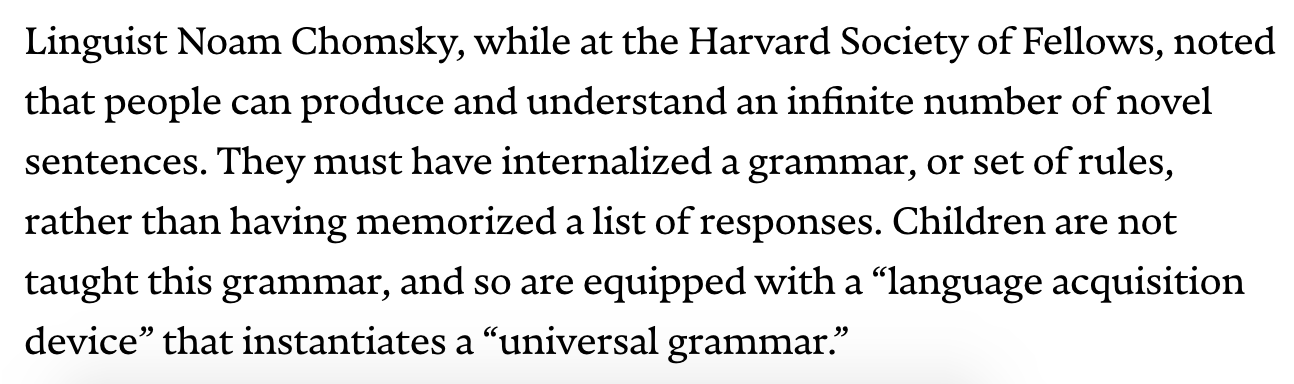 Linguist Noam Chomsky, while at the Harvard Society of Fellows, noted
that people can produce and understand an infinite number of novel
sentences. They must have internalized a grammar, or set of rules,
rather than having memorized a list of responses. Children are not
taught this grammar, and so are equipped with a “language acquisition
device” that instantiates a “universal grammar.”